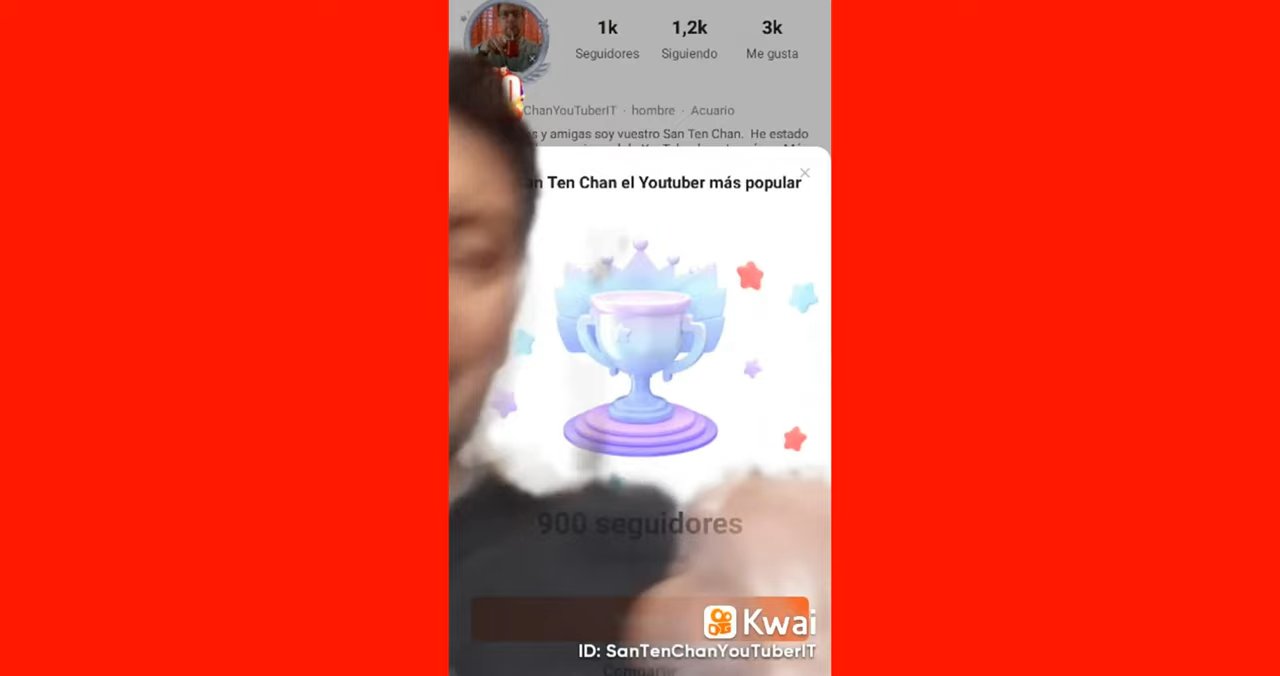 1k 1,2k 3k
Seguidores Siguiendo Me gusta
ChanYouTuberIT · hombre · Acuario
y amigas soy vuestro San Ten Chan. He estado
Ten Chan el Youtuber más popular
900 seguidores
Compartir
Kwai
ID: SanTenChanYouTuberIT